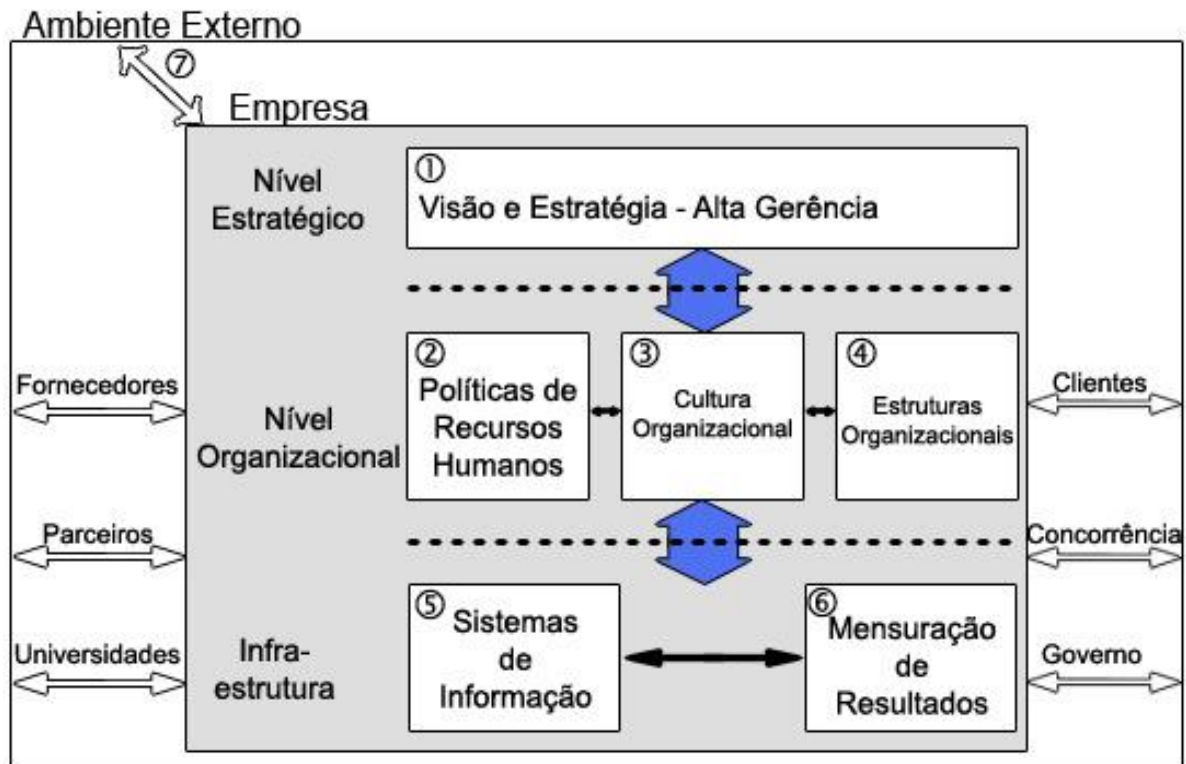 Ambiente Externo
⑦
Empresa
Nível
Estratégico
①
Visão e Estratégia - Alta Gerência
Fornecedores
Parceiros
Universidades
Nível
Organizacional
②
Políticas de
Recursos
Humanos
③
Cultura
Organizacional
④
Estruturas
Organizacionais
Clientes
Concorrência
Governo
Infra-
estrutura
⑤
Sistemas
de
Informação
⑥
Mensuração
de
Resultados